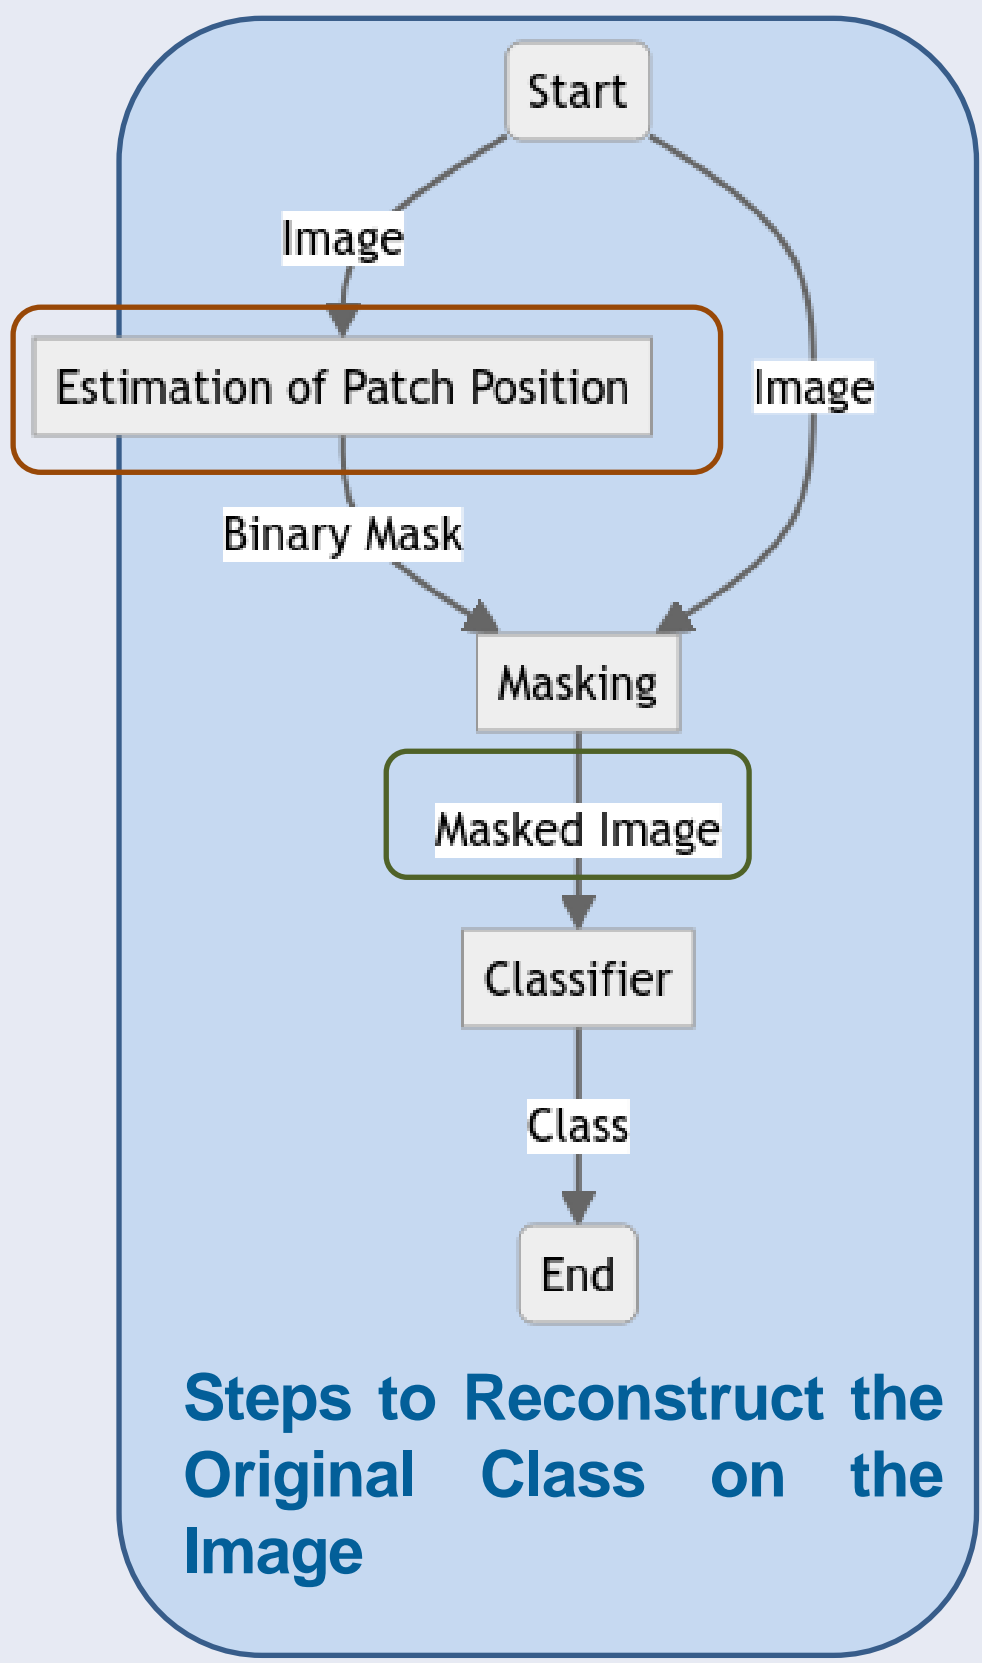 Start
Image
Estimation of Patch Position
Image
Binary Mask
Masking
Masked Image
Classifier
Class
End
Steps to Reconstruct the
Original Class on the
Image